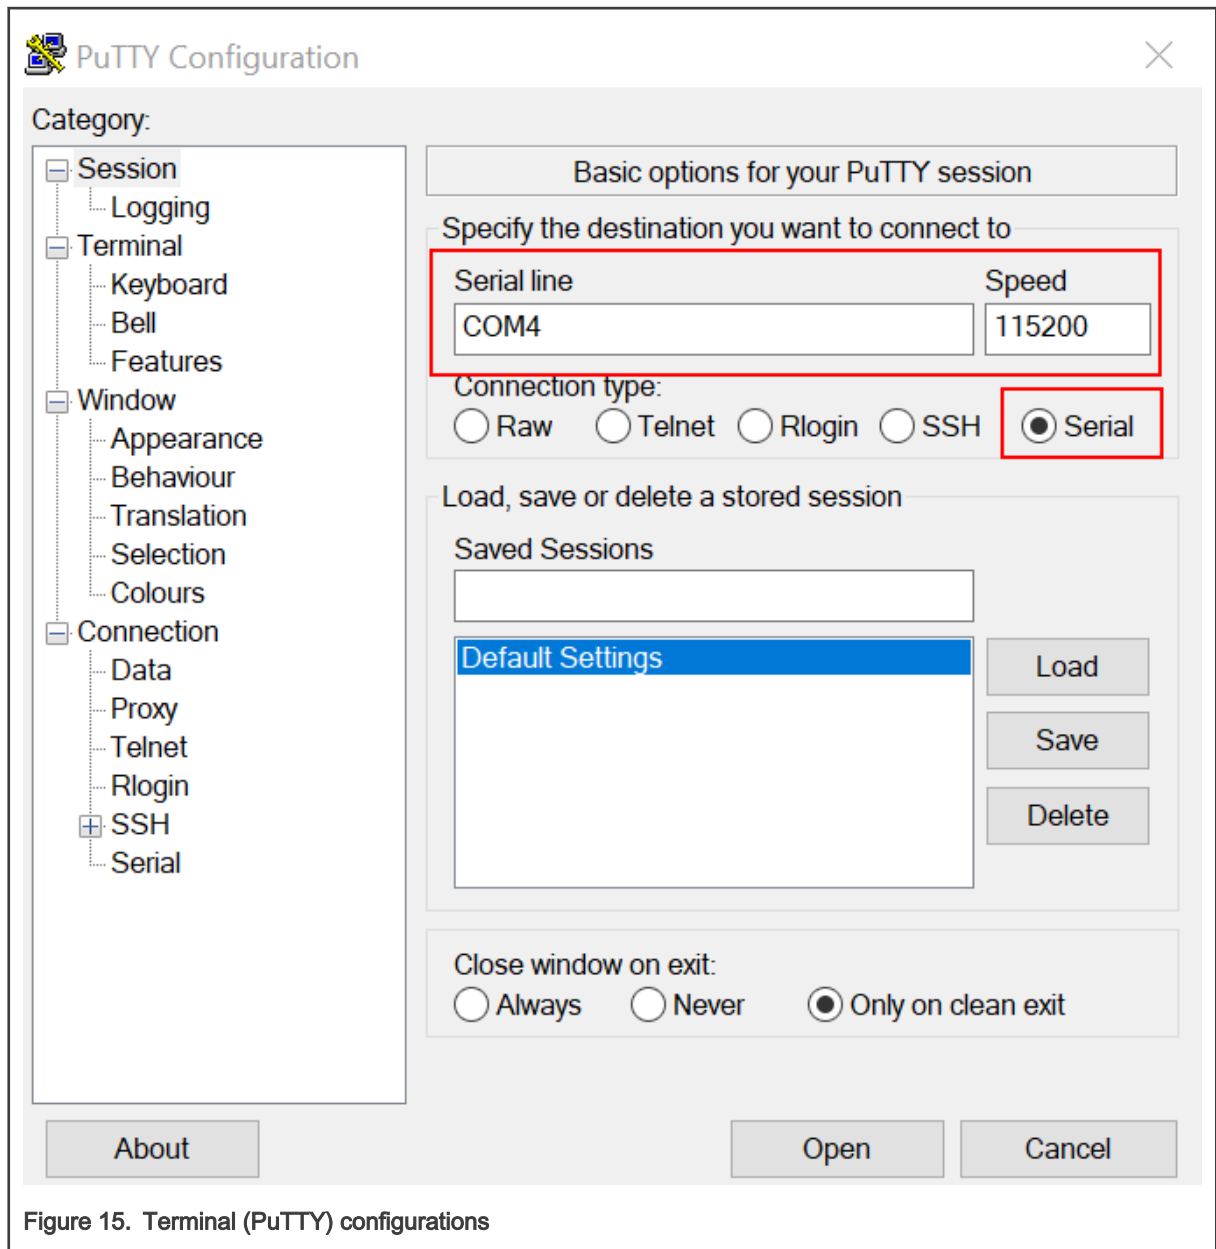 PuTTY Configuration
Category:
Session
Logging
Terminal
Keyboard
Bell
Features
Window
Appearance
Behaviour
Translation
Selection
Colours
Connection
Data
Proxy
Telnet
Rlogin
SSH
Serial
Basic options for your PuTTY session
Specify the destination you want to connect to
Serial line Speed
COM4 115200
Connection type:
Raw Telnet Rlogin SSH Serial
Load, save or delete a stored session
Saved Sessions
Default Settings
Load
Save
Delete
Close window on exit:
Always Never Only on clean exit
About Open Cancel
Figure 15. Terminal (PuTTY) configurations